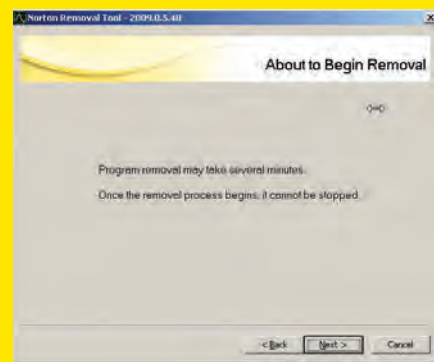 Norton Removal Tool - 2009.0.5.40
About to Begin Removal
Program removal may take several minutes.
Once the removal process begins, it cannot be stopped.
< Back
Next >
Cancel